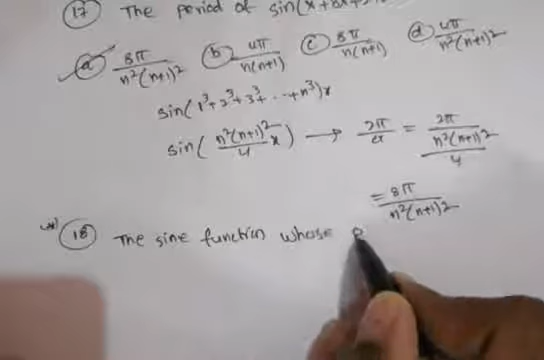 17) The period of sin(x+8x+
a) 8π/n²(n+1)² b) 4π/n(n+1) c) 8π/n(n+1) d) 4π/n²(n+1)²
sin(1³+2³+3³+...+n³)x
sin(n²(n+1)²/4 x) → 2π/a = 2π/(n²(n+1)²/4)
= 8π/n²(n+1)²
18) The sine function whose